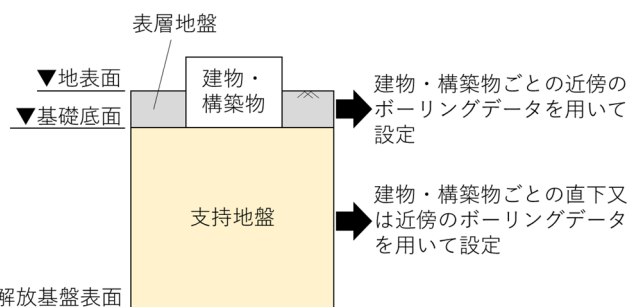 表層地盤
▼地表面
建物・
構築物
▼基礎底面
建物・構築物ごとの近傍の
ボーリングデータを用いて
設定
支持地盤
建物・構築物ごとの直下又
は近傍のボーリングデータ
を用いて設定
解放基盤表面